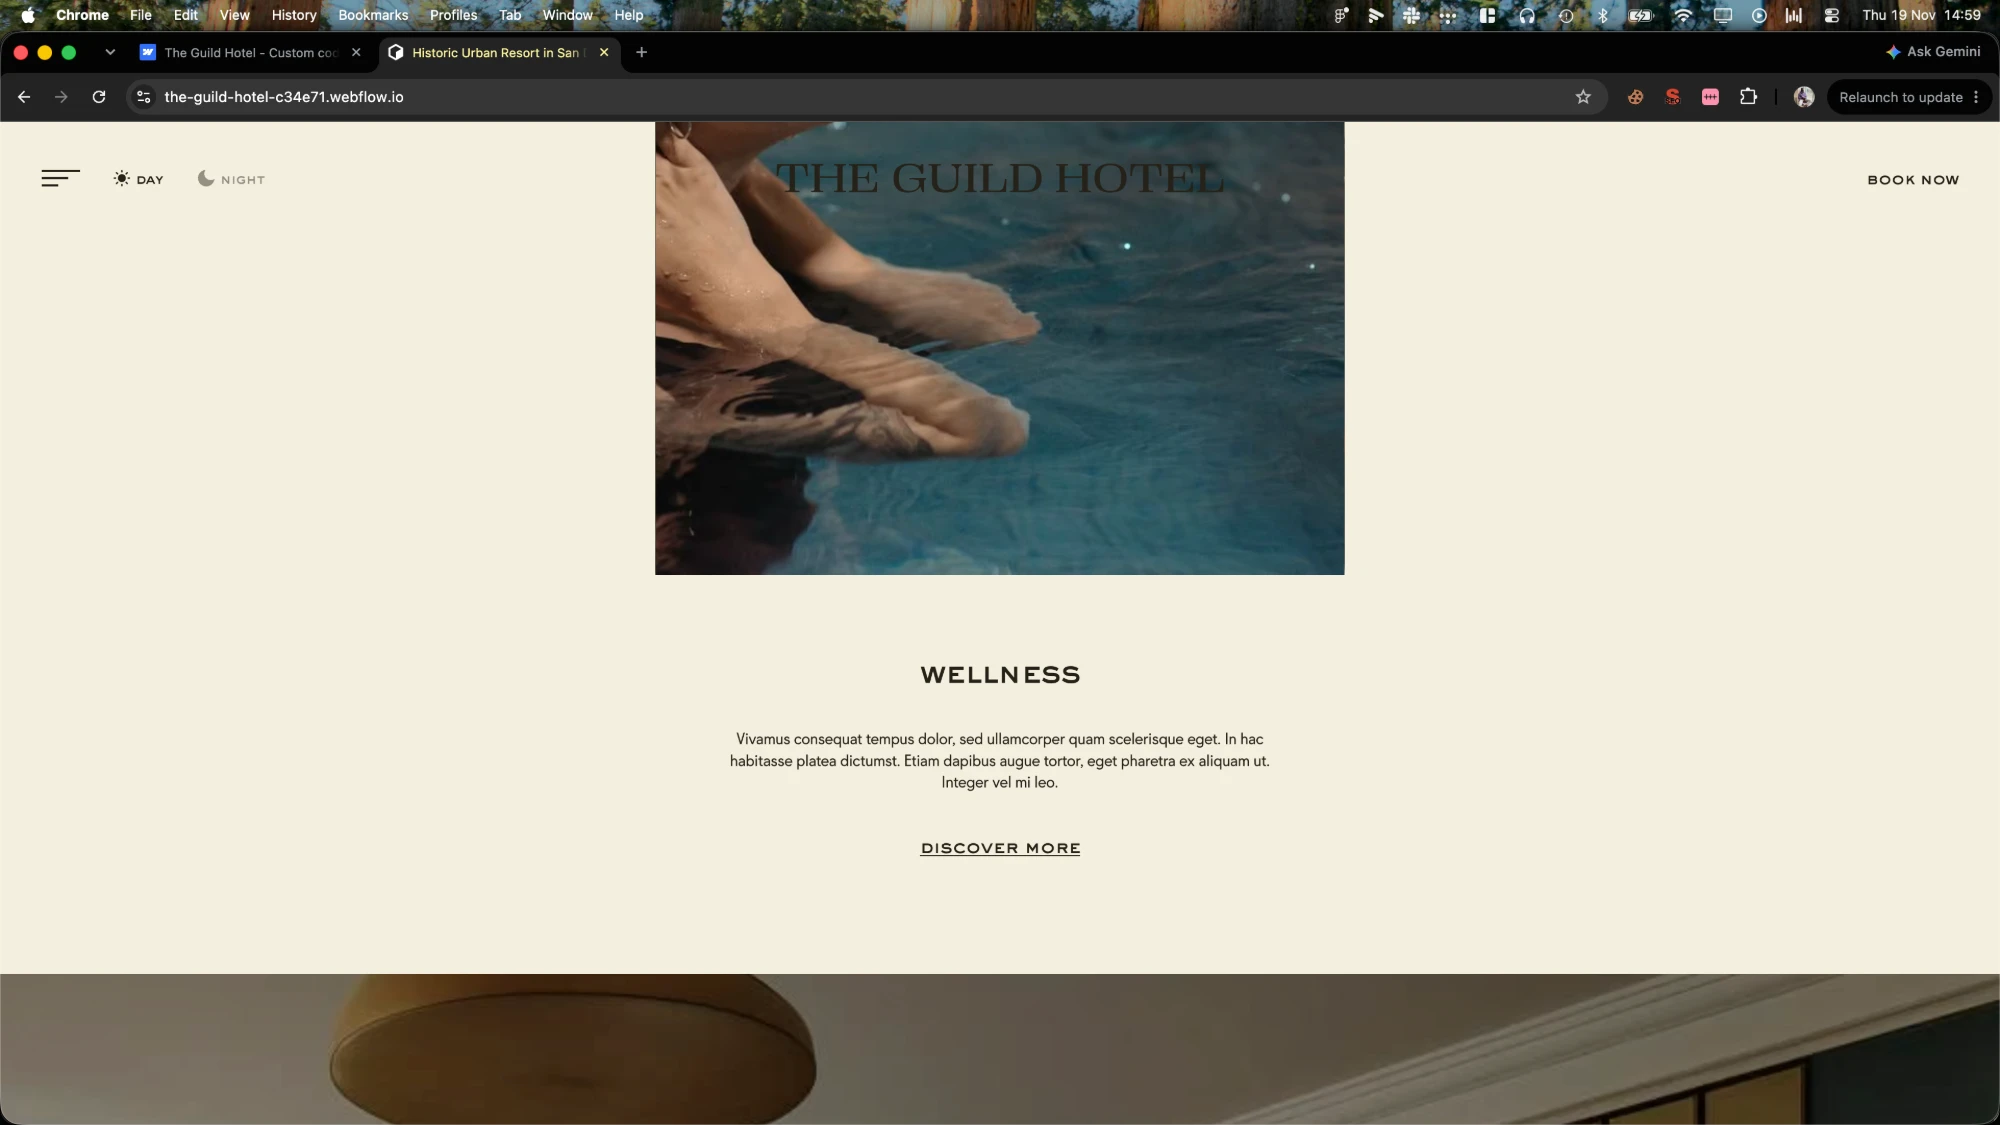 Chrome File Edit View History Bookmarks Profiles Tab Window Help Thu 19 Nov 14:59
The Guild Hotel - Custom Historic Urban Resort in San Ask Gemini
the-guild-hotel-c34e71.webflow.io Relaunch to update
DAY NIGHT THE GUILD HOTEL BOOK NOW
WELLNESS
Vivamus consequat tempus dolor, sed ullamcorper quam scelerisque eget. In hac
habitasse platea dictumst. Etiam dapibus augue tortor, eget pharetra ex aliquam ut.
Integer vel mi leo.
DISCOVER MORE